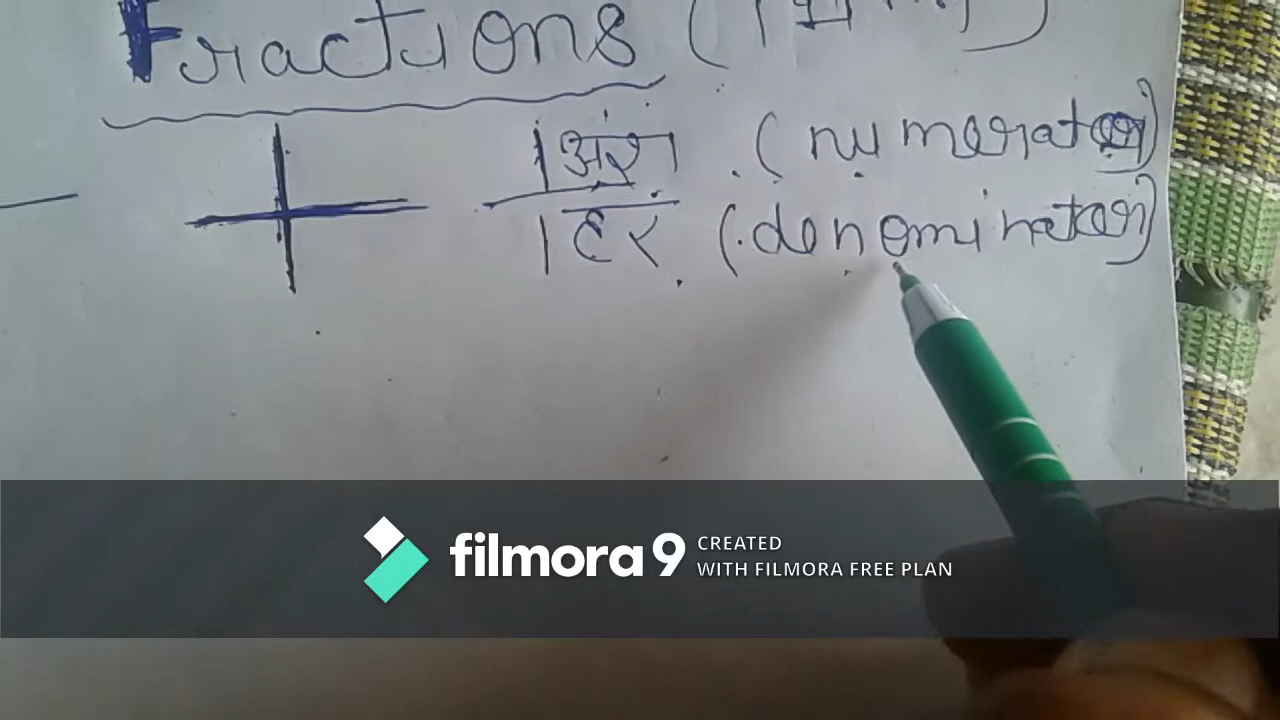 Fractions (
अंश (numerator)
हर (denominator)
filmora 9 CREATED
WITH FILMORA FREE PLAN